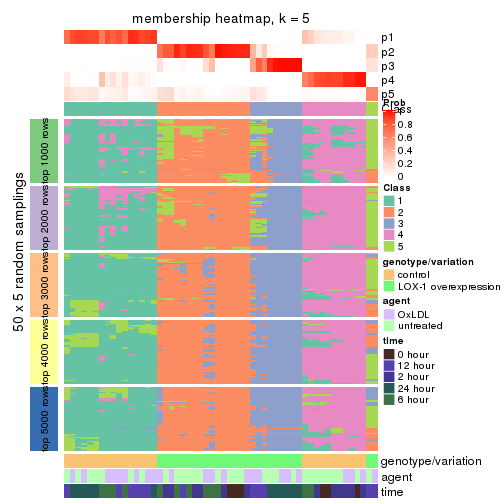 membership heatmap, k = 5
p1
p2
p3
p4
p5
Prob
Class
1
0.8
0.6
0.4
0.2
0
Class
1
2
3
4
5
genotype/variation
control
LOX-1 overexpression
agent
OxLDL
untreated
time
0 hour
12 hour
2 hour
24 hour
6 hour
50 x 5 random samplings
top 1000 rows
top 2000 rows
top 3000 rows
top 4000 rows
top 5000 rows
genotype/variation
agent
time